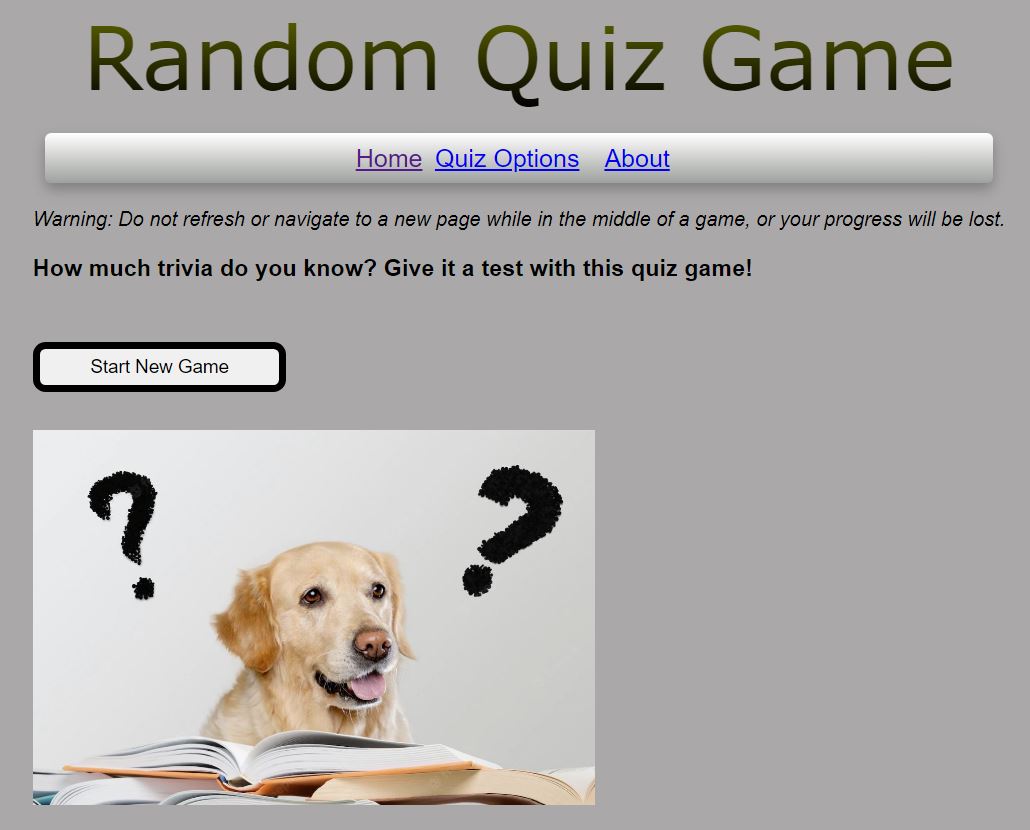 Random Quiz Game
Home Quiz Options About
Warning: Do not refresh or navigate to a new page while in the middle of a game, or your progress will be lost.
How much trivia do you know? Give it a test with this quiz game!
Start New Game
? ?